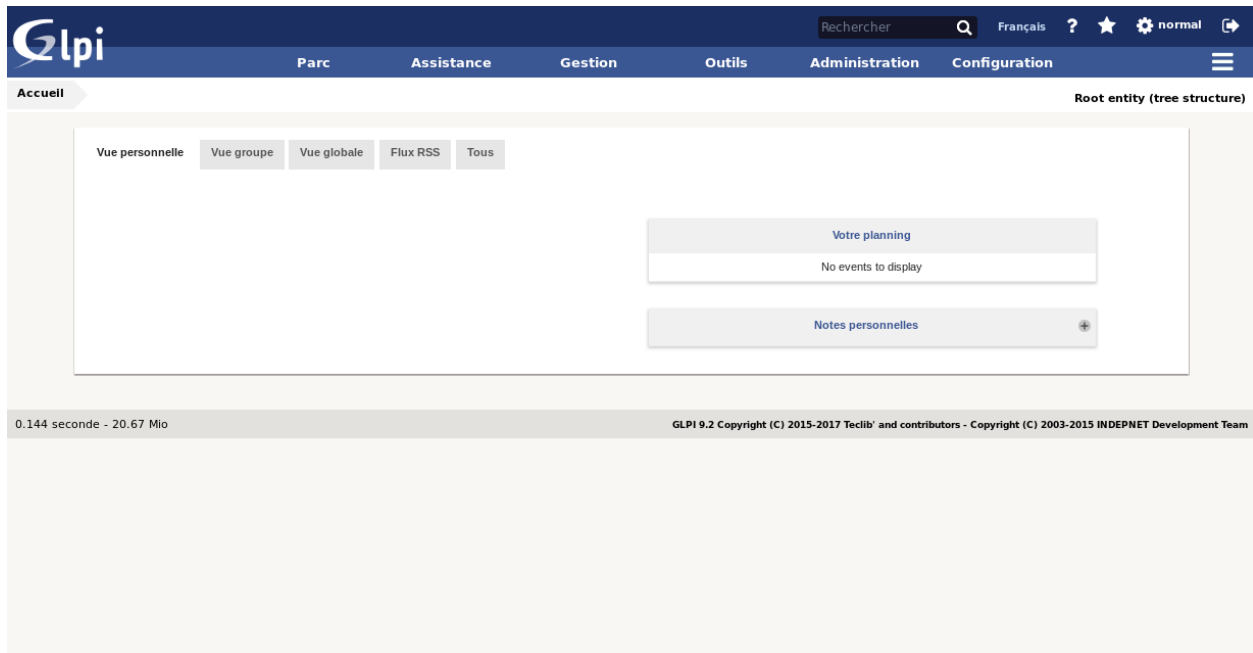 Glpi
Rechercher Français ? normal
Parc Assistance Gestion Outils Administration Configuration
Accueil
Root entity (tree structure)
Vue personnelle Vue groupe Vue globale Flux RSS Tous
Votre planning
No events to display
Notes personnelles
0.144 seconde - 20.67 Mio
GLPI 9.2 Copyright (C) 2015-2017 Teclib' and contributors - Copyright (C) 2003-2015 INDEPNET Development Team